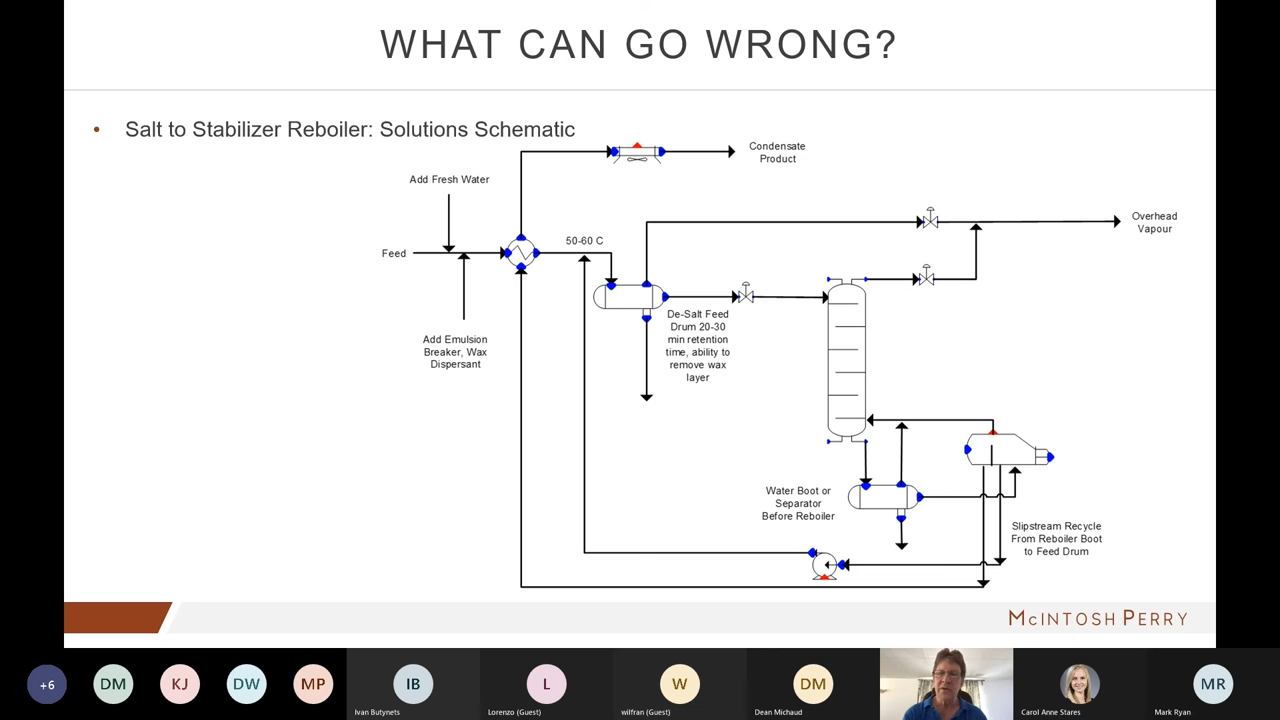 WHAT CAN GO WRONG?
• Salt to Stabilizer Reboiler: Solutions Schematic
Condensate
Product
Add Fresh Water
Overhead
Vapour
50-60 C
Feed
De-Salt Feed
Drum 20-30
min retention
time, ability to
remove wax
layer
Add Emulsion
Breaker, Wax
Dispersant
Water Boot or
Separator
Before Reboiler
Slipstream Recycle
From Reboiler Boot
to Feed Drum
MCINTOSH PERRY
+6
DM
KJ
DW
MP
IB
Ivan Butynets
L
Lorenzo (Guest)
W
wilfran (Guest)
DM
Dean Michaud
Carol Anne Stares
MR
Mark Ryan